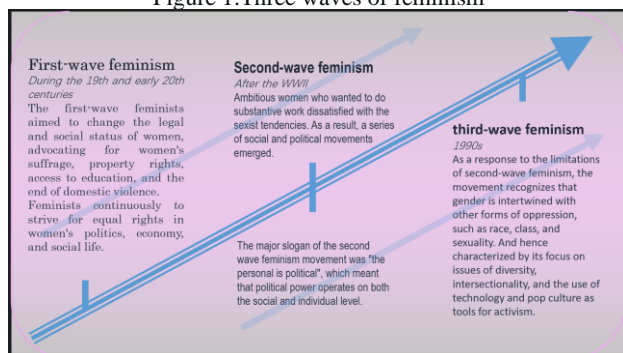 Figure 1.Three waves of feminism
First-wave feminism
During the 19th and early 20th
centuries
The first-wave feminists
aimed to change the legal
and social status of women,
advocating for women's
suffrage, property rights,
access to education, and the
end of domestic violence.
Feminists continuously to
strive for equal rights in
women's politics, economy,
and social life.
Second-wave feminism
After the WWII
Ambitious women who wanted to do
substantive work dissatisfied with the
sexist tendencies. As a result, a series
of social and political movements
emerged.
The major slogan of the second
wave feminism movement was "the
personal is political", which meant
that political power operates on both
the social and individual level.
third-wave feminism
1990s
As a response to the limitations
of second-wave feminism, the
movement recognizes that
gender is intertwined with
other forms of oppression,
such as race, class, and
sexuality. And hence
characterized by its focus on
issues of diversity,
intersectionality, and the use of
technology and pop culture as
tools for activism.